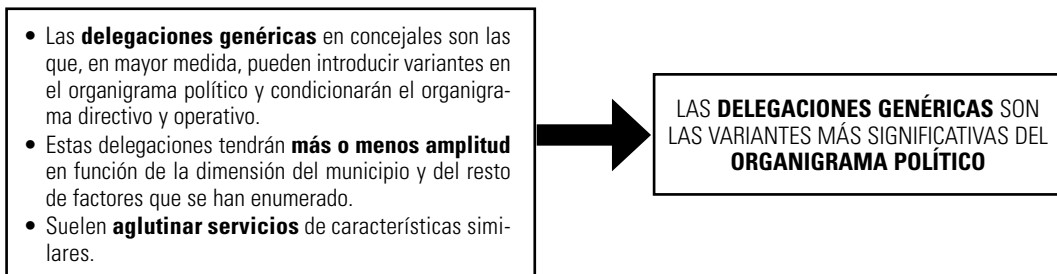 • Las delegaciones genéricas en concejales son las
que, en mayor medida, pueden introducir variantes en
el organigrama político y condicionarán el organigra-
ma directivo y operativo.
• Estas delegaciones tendrán más o menos amplitud
en función de la dimensión del municipio y del resto
de factores que se han enumerado.
• Suelen aglutinar servicios de características simi-
lares.
LAS DELEGACIONES GENÉRICAS SON
LAS VARIANTES MÁS SIGNIFICATIVAS DEL
ORGANIGRAMA POLÍTICO